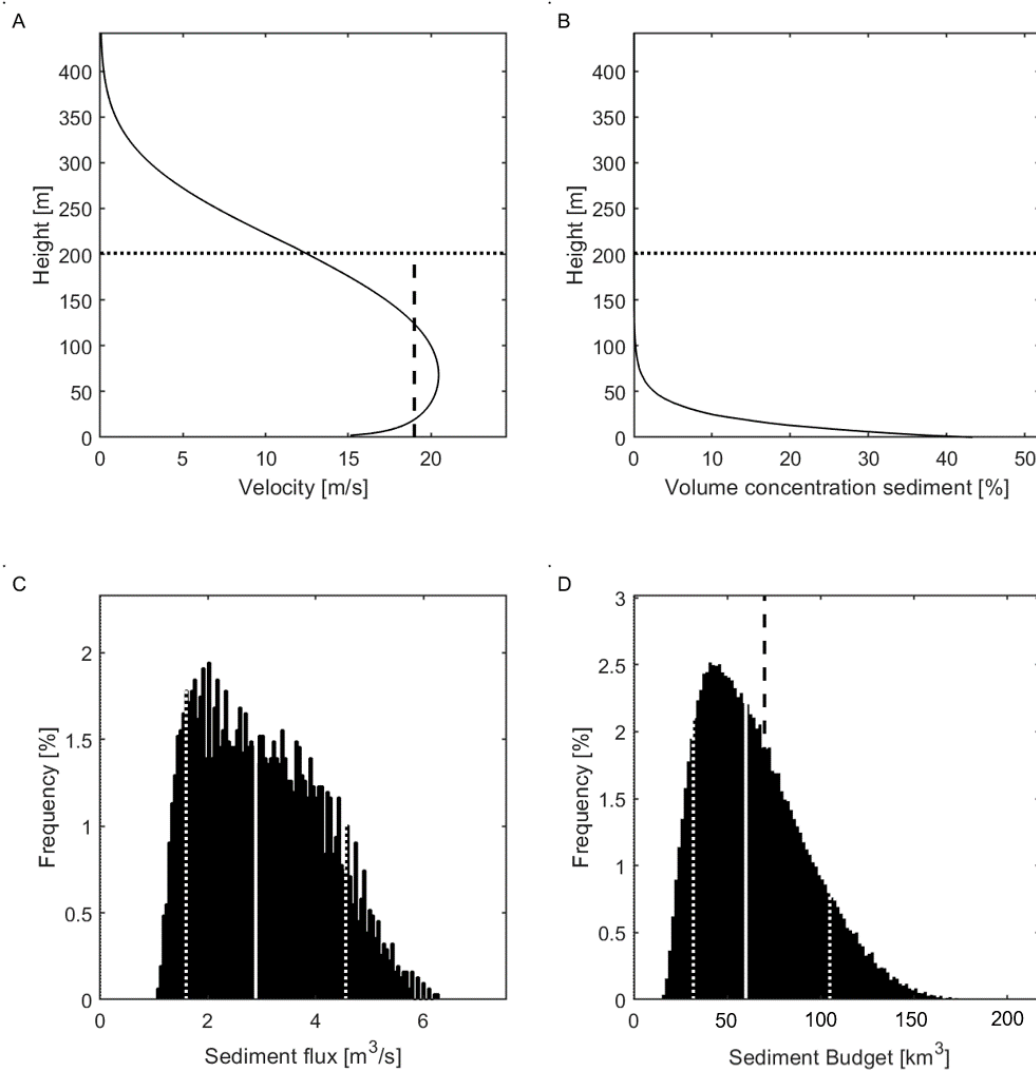 A
Height [m]
400
350
300
250
200
150
100
50
0
0 5 10 15 20
Velocity [m/s]
B
Height [m]
400
350
300
250
200
150
100
50
0
0 10 20 30 40 50
Volume concentration sediment [%]
C
Frequency [%]
2
1.5
1
0.5
0
0 2 4 6
Sediment flux [m³/s]
D
Frequency [%]
3
2.5
2
1.5
1
0.5
0
0 50 100 150 200
Sediment Budget [km³]